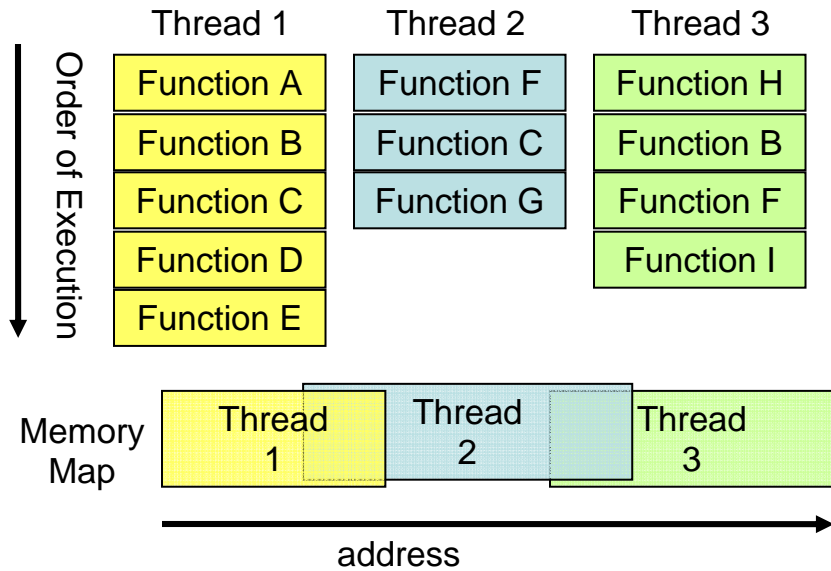 Thread 1
Thread 2
Thread 3
Order of Execution
Function A
Function B
Function C
Function D
Function E
Function F
Function C
Function G
Function H
Function B
Function F
Function I
Memory
Map
Thread
1
Thread
2
Thread
3
address